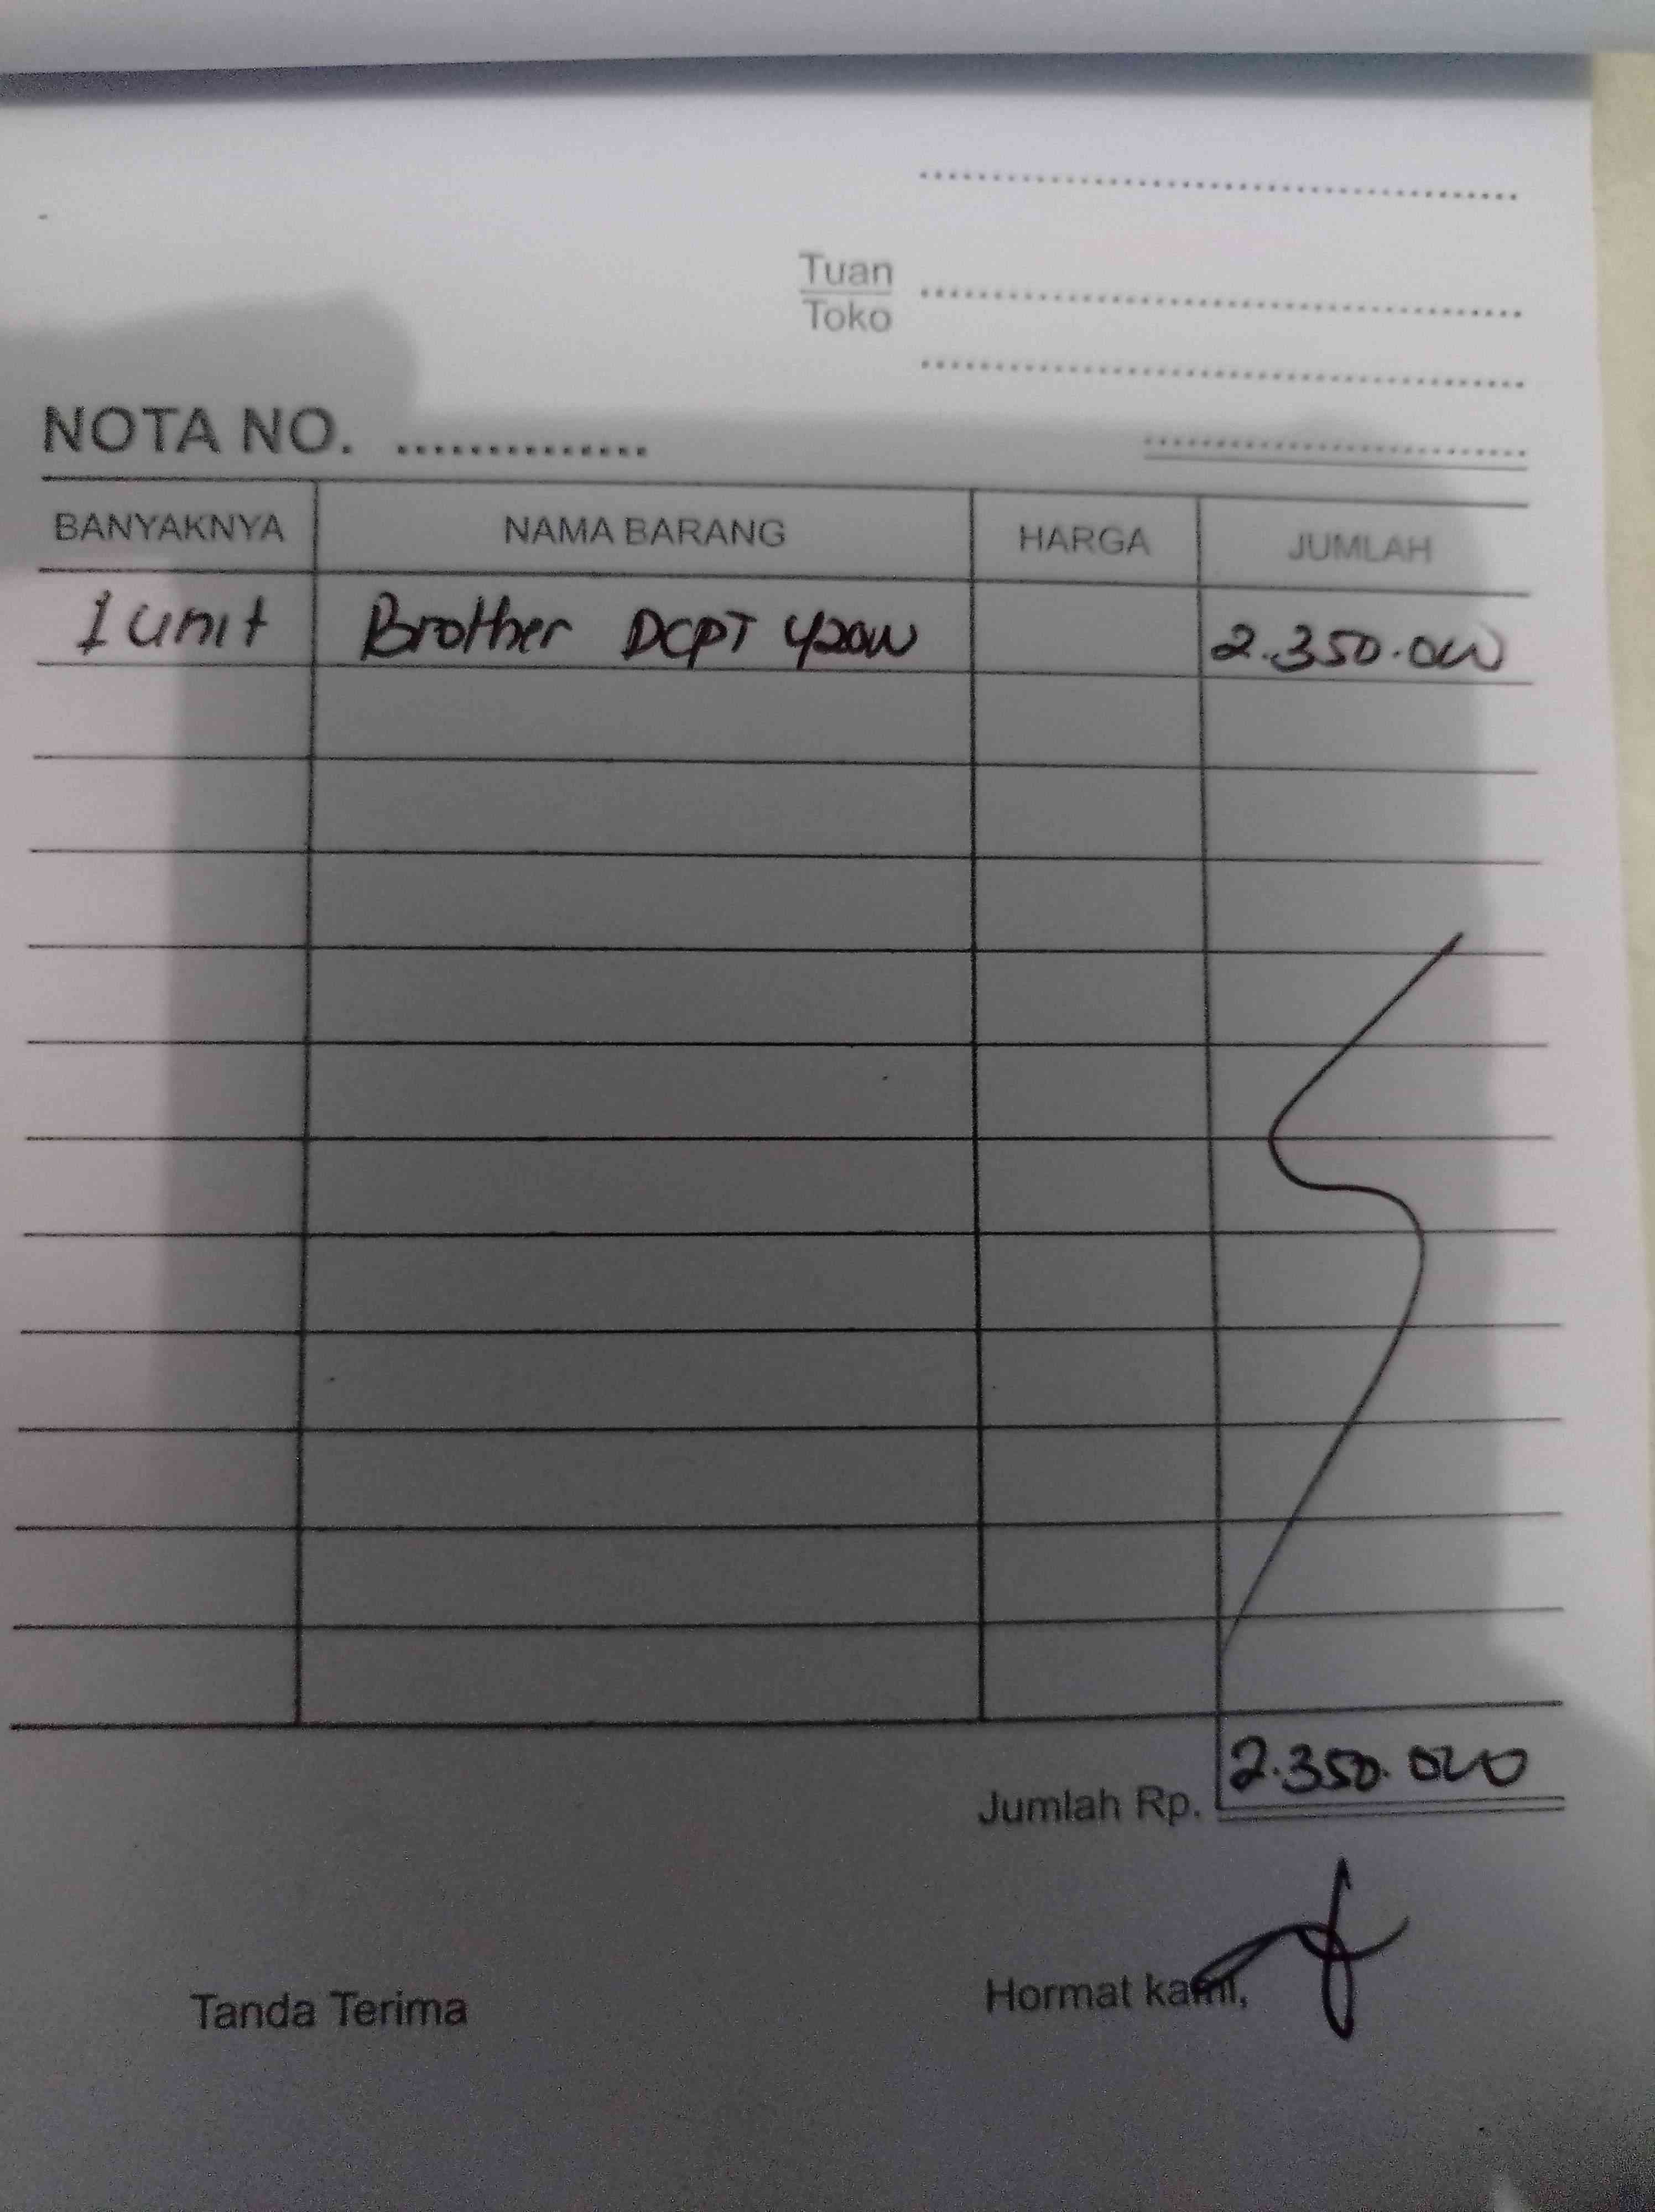 Tuan
Toko
NOTA NO. ..............
BANYAKNYA NAMA BARANG HARGA JUMLAH
1 unit Brother DCPT 420W 2.350.000
Jumlah Rp. 2.350.000
Tanda Terima Hormat kami,